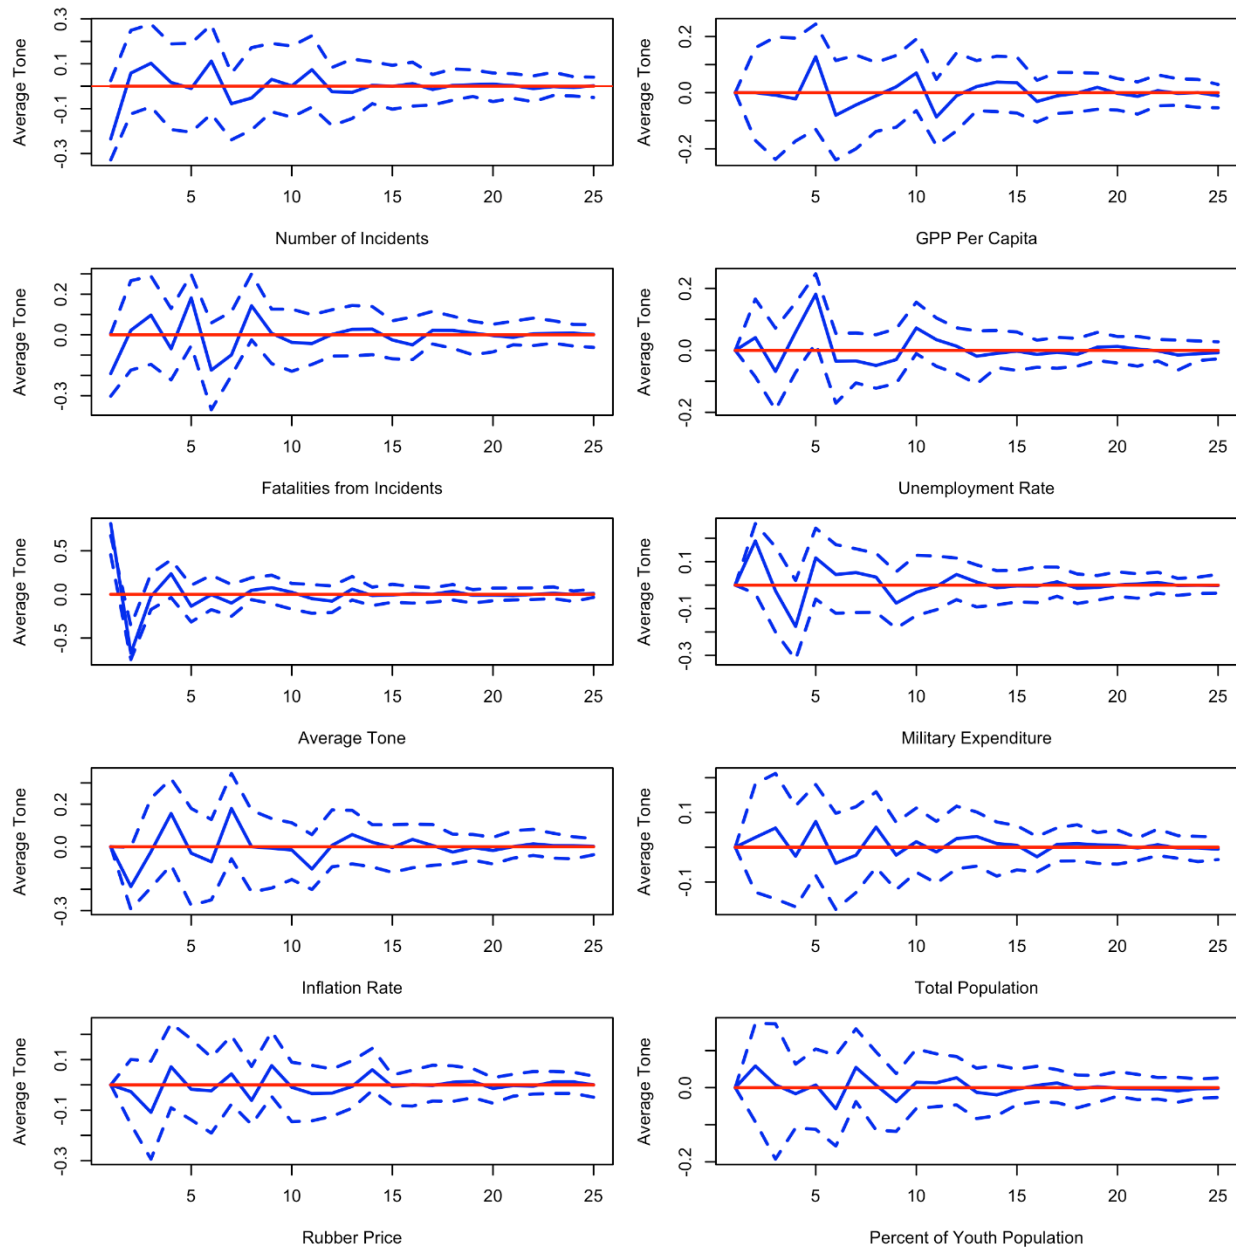 Average Tone
0.3
0.1
-0.1
-0.3
5 10 15 20 25
Number of Incidents
Average Tone
0.2
0.0
-0.2
5 10 15 20 25
GPP Per Capita
Average Tone
0.2
0.0
-0.3
5 10 15 20 25
Fatalities from Incidents
Average Tone
0.2
0.0
-0.2
5 10 15 20 25
Unemployment Rate
Average Tone
0.5
0.0
-0.5
5 10 15 20 25
Average Tone
Average Tone
0.1
-0.1
-0.3
5 10 15 20 25
Military Expenditure
Average Tone
0.2
0.0
-0.3
5 10 15 20 25
Inflation Rate
Average Tone
0.1
-0.1
5 10 15 20 25
Total Population
Average Tone
0.1
-0.1
-0.3
5 10 15 20 25
Rubber Price
Average Tone
0.0
-0.2
5 10 15 20 25
Percent of Youth Population